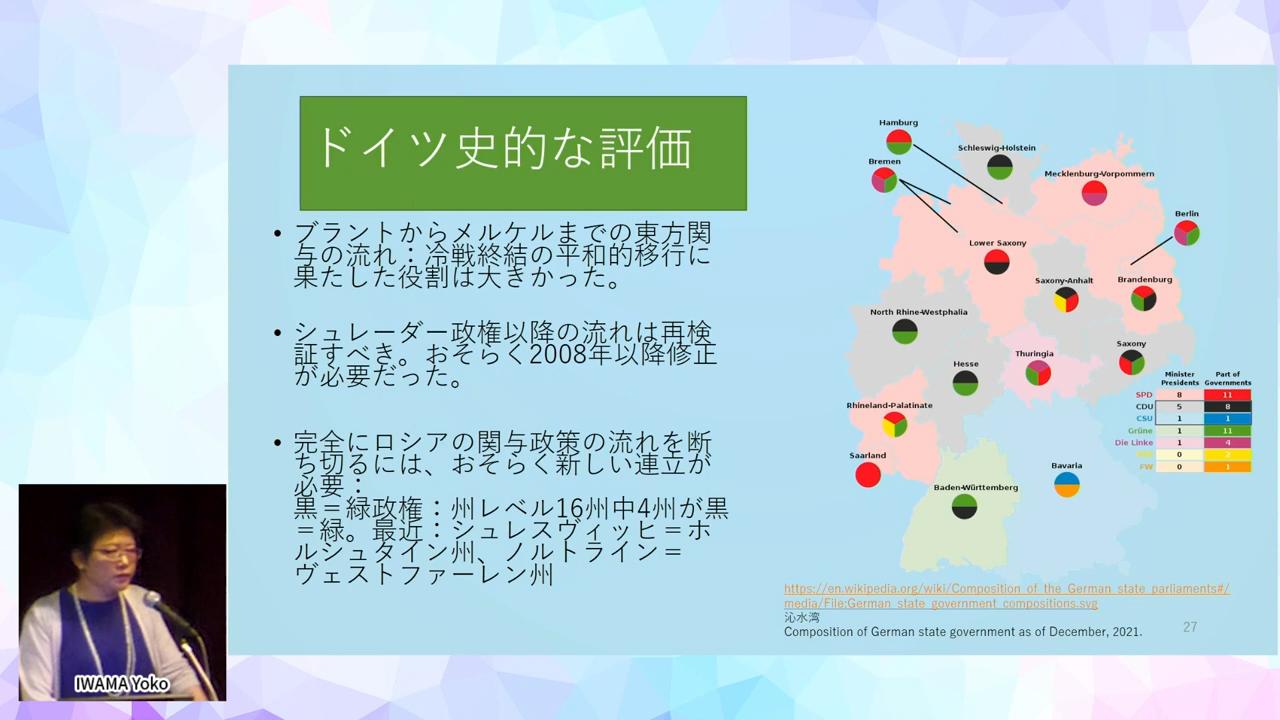 ドイツ史的な評価
• ブラントからメルケルまでの東方関
与の流れ：冷戦終結の平和的移行に
果たした役割は大きかった。
• シュレーダー政権以降の流れは再検
証すべき。おそらく2008年以降修正
が必要だった。
• 完全にロシアの関与政策の流れを断
ち切るには、おそらく新しい連立が
必要：
黒＝緑政権：州レベル16州中4州が黒
＝緑。最近：シュレスヴィッヒ＝ホ
ルシュタイン州、ノルトライン＝
ヴェストファーレン州
Hamburg
Schleswig-Holstein
Bremen
Mecklenburg-Vorpommern
Berlin
Lower Saxony
Saxony-Anhalt
Brandenburg
North Rhine-Westphalia
Saxony
Thuringia
Hesse
Rhineland-Palatinate
Saarland
Bavaria
Baden-Württemberg
Minister Presidents
Part of Governments
SPD 8 11
CDU 5 8
CSU 1 1
Grüne 1 11
Die Linke 1 4
0 2
FW 0 1
https://en.wikipedia.org/wiki/Composition_of_the_German_state_parliaments#/
media/File:German_state_government_compositions.svg
沁水湾
Composition of German state government as of December, 2021.
27
IWAMA Yoko